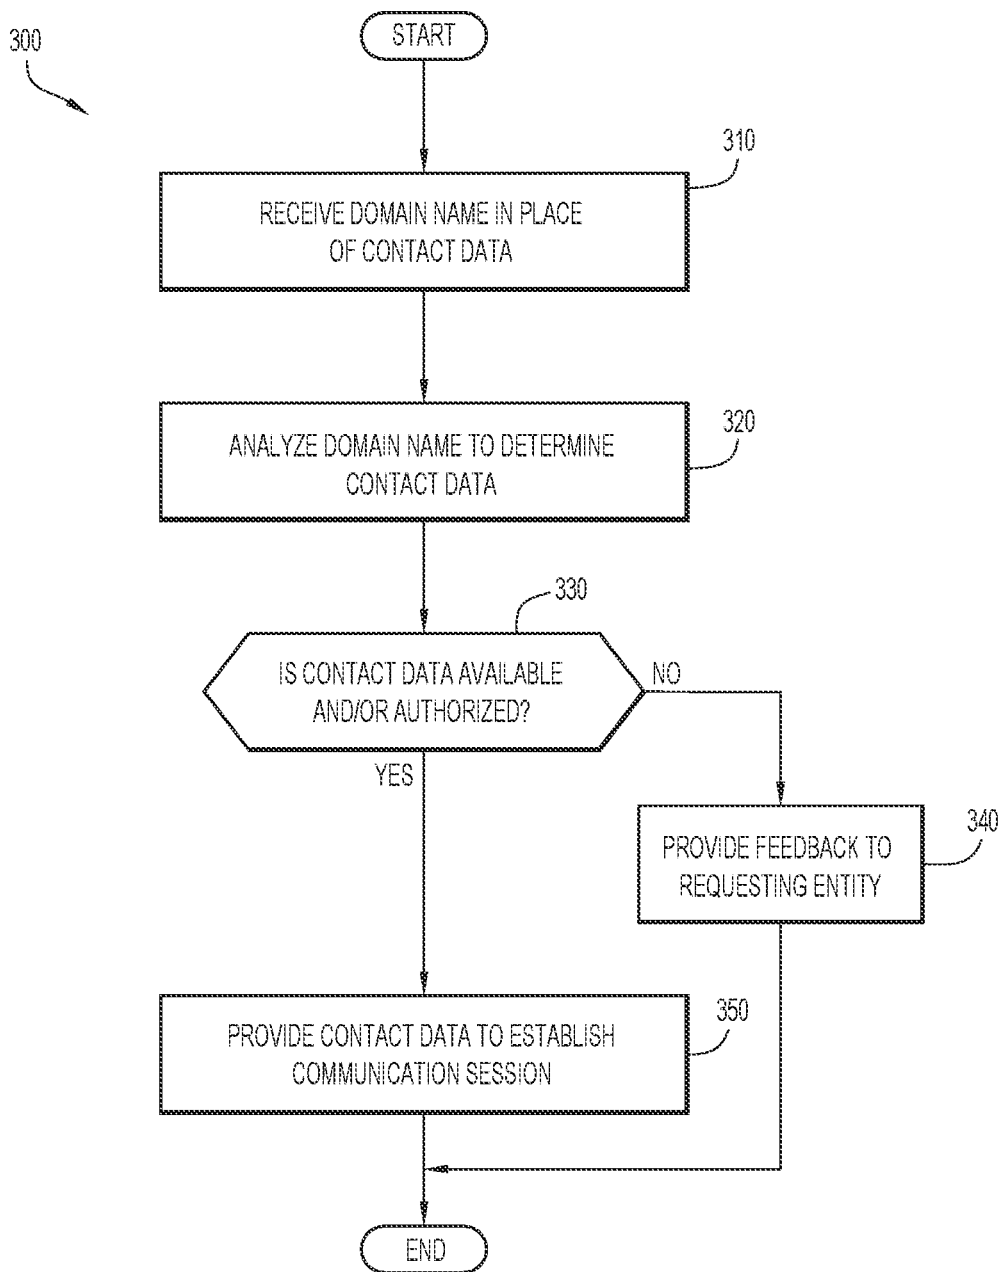 300
START
310
RECEIVE DOMAIN NAME IN PLACE
OF CONTACT DATA
320
ANALYZE DOMAIN NAME TO DETERMINE
CONTACT DATA
330
IS CONTACT DATA AVAILABLE
AND/OR AUTHORIZED?
NO
YES
340
PROVIDE FEEDBACK TO
REQUESTING ENTITY
350
PROVIDE CONTACT DATA TO ESTABLISH
COMMUNICATION SESSION
END